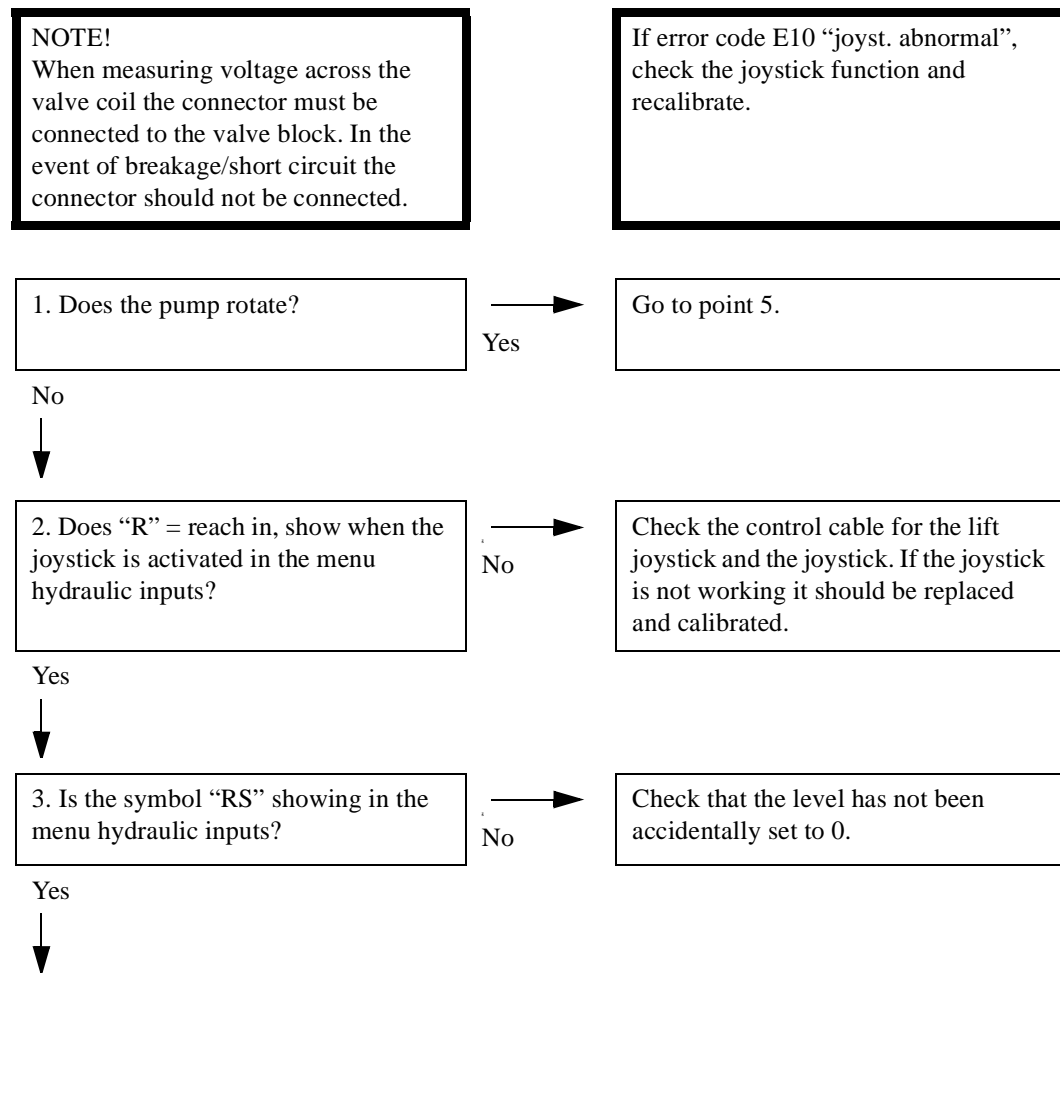 NOTE!
When measuring voltage across the
valve coil the connector must be
connected to the valve block. In the
event of breakage/short circuit the
connector should not be connected.
If error code E10 “joyst. abnormal”,
check the joystick function and
recalibrate.
1. Does the pump rotate?
Yes
Go to point 5.
No
2. Does “R” = reach in, show when the
joystick is activated in the menu
hydraulic inputs?
No
Check the control cable for the lift
joystick and the joystick. If the joystick
is not working it should be replaced
and calibrated.
Yes
3. Is the symbol “RS” showing in the
menu hydraulic inputs?
No
Check that the level has not been
accidentally set to 0.
Yes